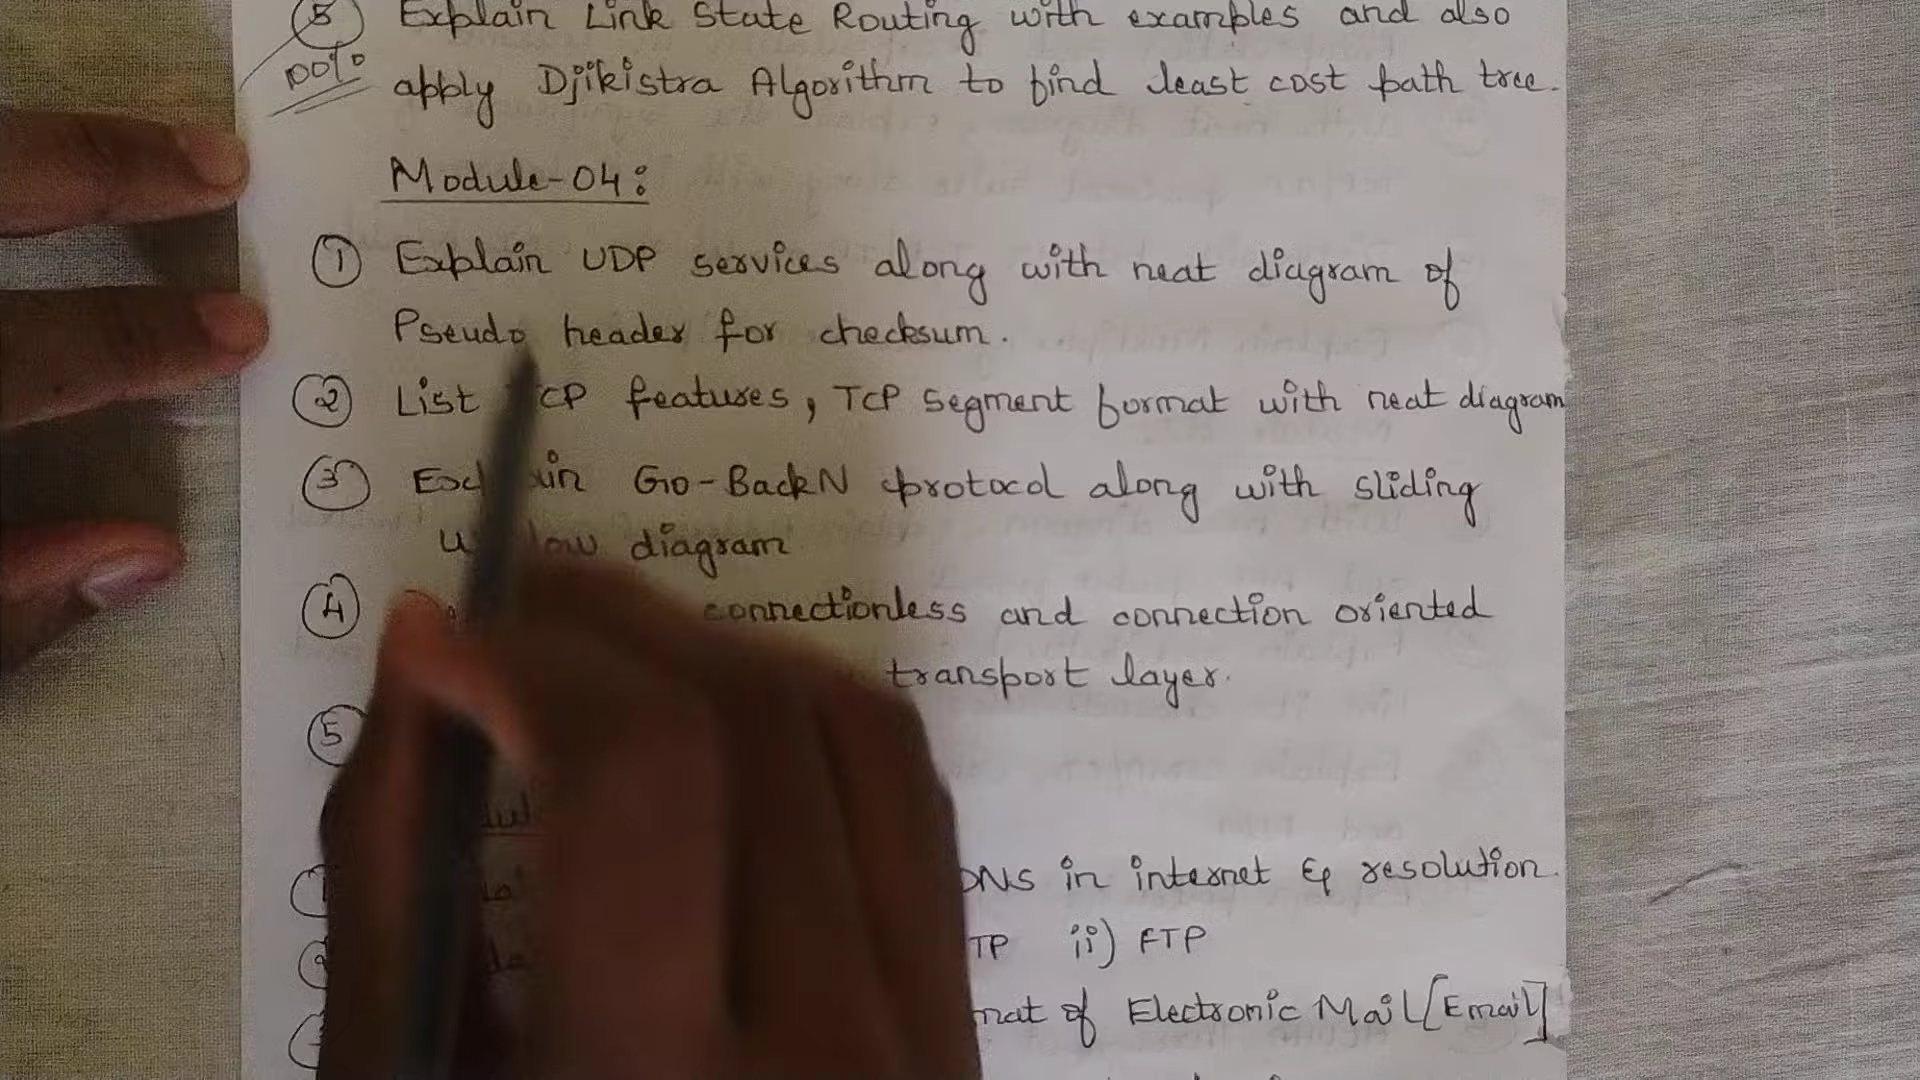 5 Explain Link State Routing with examples and also
100% apply Djikistra Algorithm to find least cost path tree.
Module-04:
1 Explain UDP services along with neat diagram of
Pseudo header for checksum.
2 List TCP features, TCP segment format with neat diagram
3 Go-BackN protocol along with sliding
diagram
4 connectionless and connection oriented
transport layer.
5
DNS in internet & resolution.
ii) FTP
of Electronic Mail [Email]